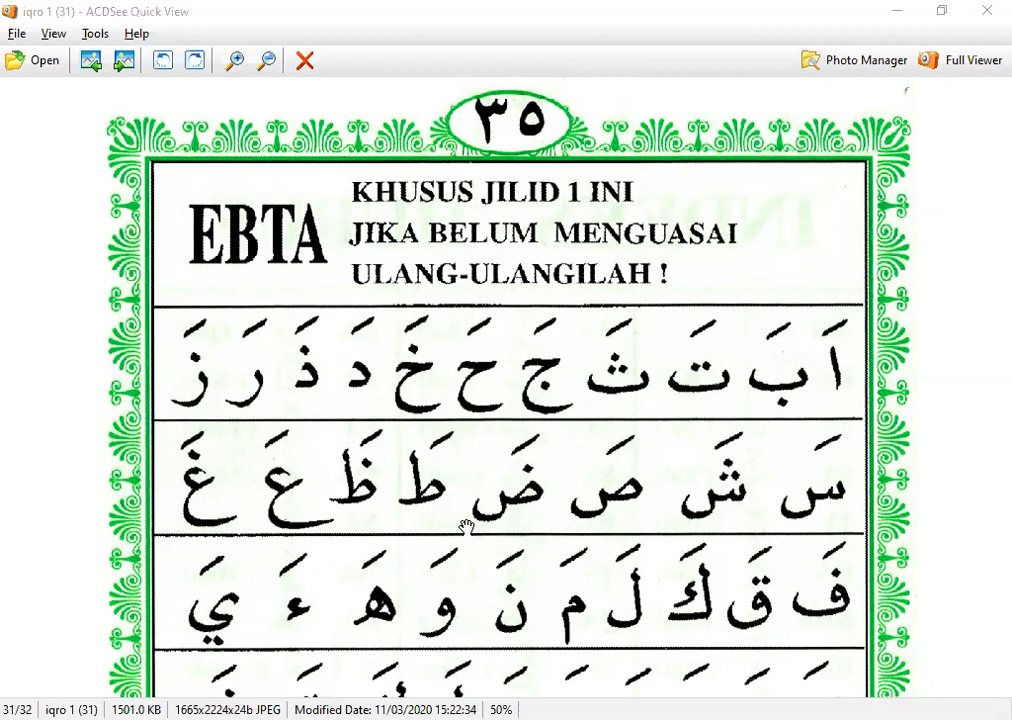 iqro 1 (31) - ACDSee Quick View
File View Tools Help
Open Photo Manager Full Viewer
٣٥
EBTA
KHUSUS JILID 1 INI
JIKA BELUM MENGUASAI
ULANG-ULANGILAH !
اَ بَ تَ ثَ جَ حَ خَ دَ ذَ رَ زَ
سَ شَ صَ ضَ طَ ظَ عَ غَ
فَ قَ كَ لَ مَ نَ وَ هَ ءَ يَ
31/32 iqro 1 (31) 1501.0 KB 1665x2224x24b JPEG Modified Date: 11/03/2020 15:22:34 50%